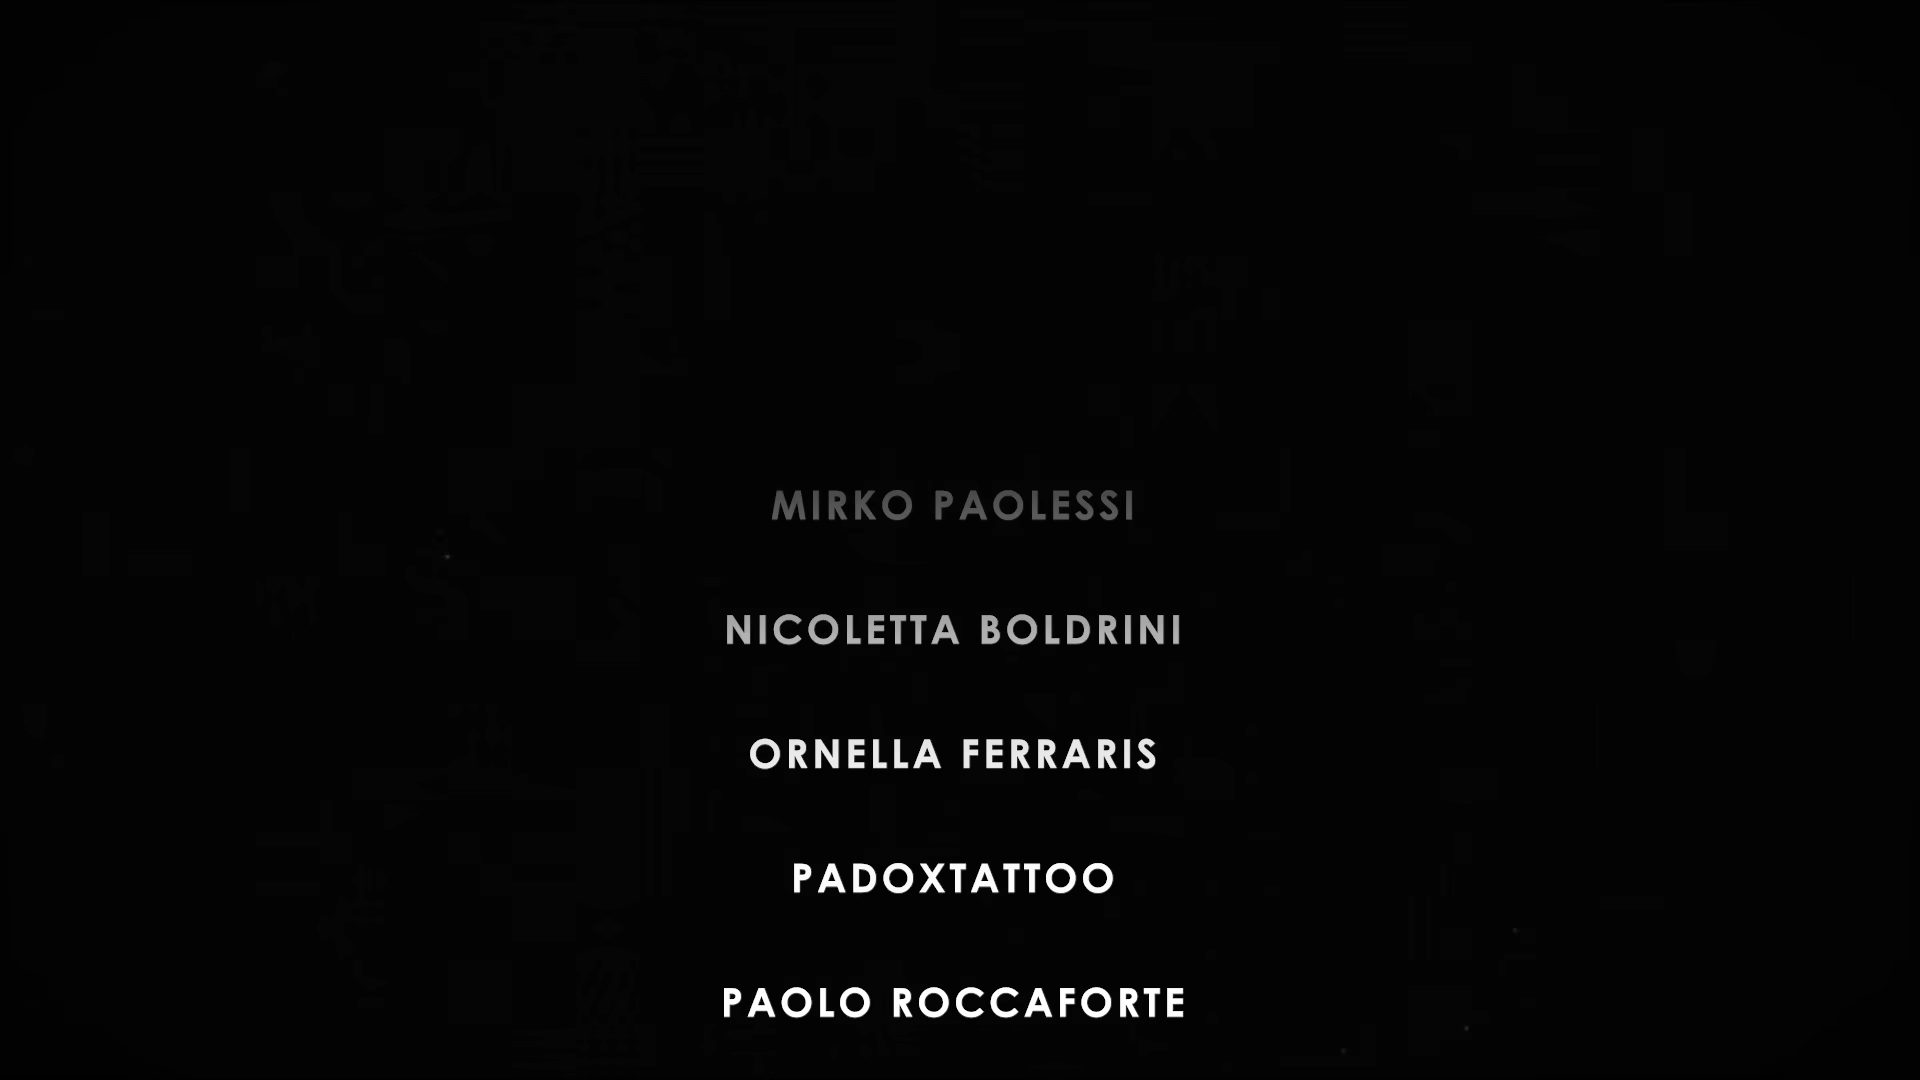 MIRKO PAOLESSI
NICOLETTA BOLDRINI
ORNELLA FERRARIS
PADOXTATTOO
PAOLO ROCCAFORTE